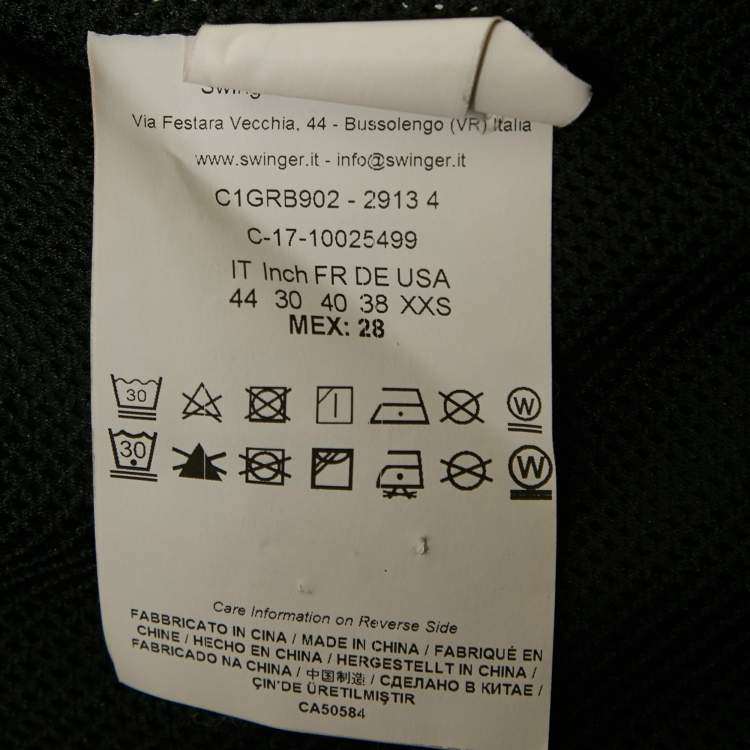 Swinger
Via Festara Vecchia, 44 - Bussolengo (VR) Italia
www.swinger.it - info@swinger.it
C1GRB902 - 2913 4
C-17-10025499
IT Inch FR DE USA
44 30 40 38 XXS
MEX: 28
30
W
30
W
Care Information on Reverse Side
FABBRICATO IN CINA / MADE IN CHINA / FABRIQUÉ EN
CHINE / HECHO EN CHINA / HERGESTELLT IN CHINA /
FABRICADO NA CHINA / 中国制造 / СДЕЛАНО В КИТАЕ /
ÇIN'DE ÜRETILMIŞTIR
CA50584